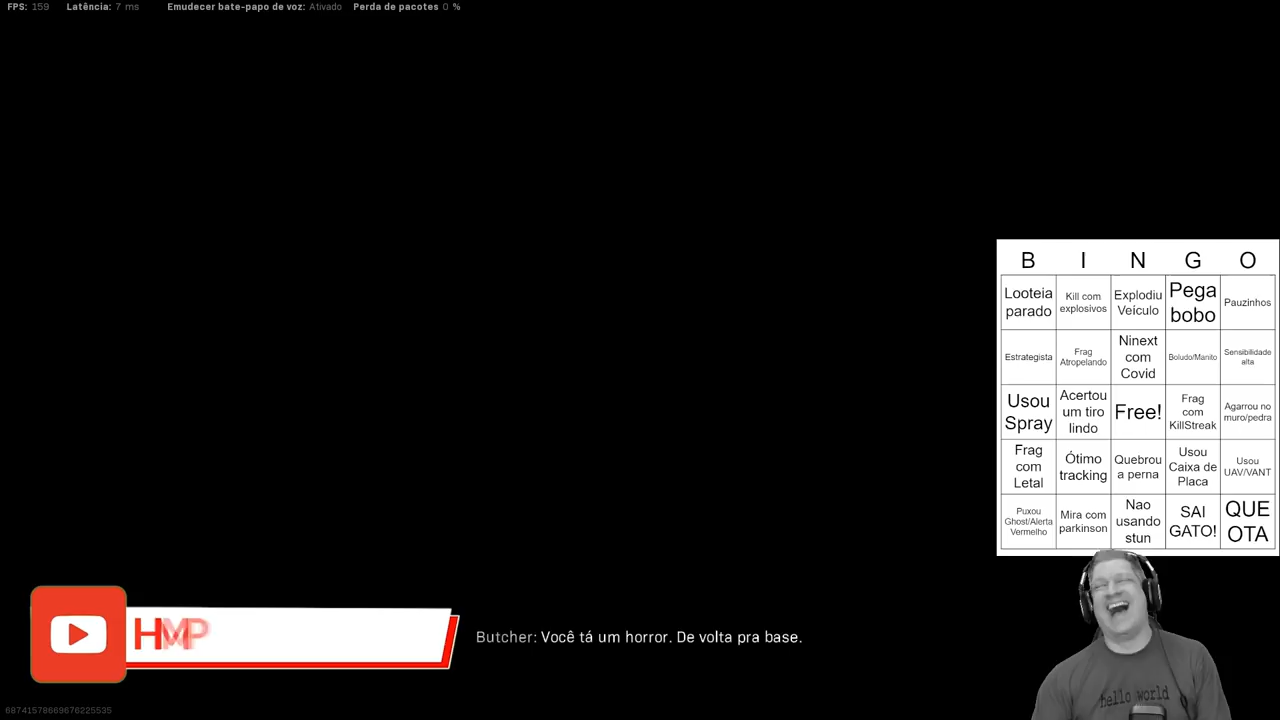 FPS: 159 Latência: 7 ms Emudecer bate-papo de voz: Ativado Perda de pacotes 0 %
B I N G O
Looteia
parado
Kill com
explosivos
Explodiu
Veículo
Pega
bobo
Pauzinhos
Estrategista
Frag
Atropelando
Ninext
com
Covid
Boludo/Manito
Sensibilidade
alta
Usou
Spray
Acertou
um tiro
lindo
Free!
Frag
com
KillStreak
Agarrou no
muro/pedra
Frag
com
Letal
Ótimo
tracking
Quebrou
a perna
Usou
Caixa de
Placa
Usou
UAV/VANT
Puxou
Ghost/Alerta
Vermelho
Mira com
parkinson
Nao
usando
stun
SAI
GATO!
QUE
OTA
HMP
Butcher: Você tá um horror. De volta pra base.
hello world
68741578669676225535